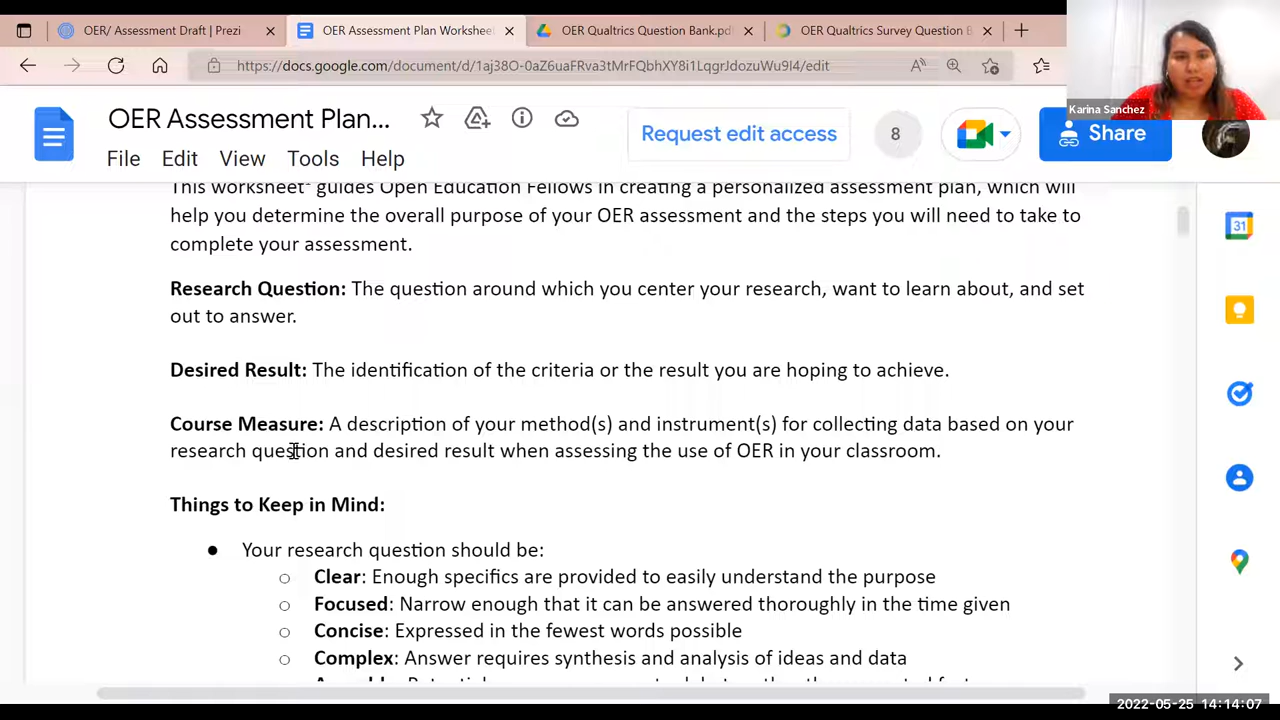 OER/ Assessment Draft | Prezi
OER Assessment Plan Workshee
OER Qualtrics Question Bank.pd
OER Qualtrics Survey Question B
https://docs.google.com/document/d/1aj38O-0aZ6uaFRva3tMrFQbhXY8i1LqgrJdozuWu9I4/edit
Karina Sanchez
OER Assessment Plan...
Request edit access
8
Share
File Edit View Tools Help
This worksheet guides Open Education Fellows in creating a personalized assessment plan, which will
help you determine the overall purpose of your OER assessment and the steps you will need to take to
complete your assessment.
Research Question: The question around which you center your research, want to learn about, and set
out to answer.
Desired Result: The identification of the criteria or the result you are hoping to achieve.
Course Measure: A description of your method(s) and instrument(s) for collecting data based on your
research question and desired result when assessing the use of OER in your classroom.
Things to Keep in Mind:
● Your research question should be:
○ Clear: Enough specifics are provided to easily understand the purpose
○ Focused: Narrow enough that it can be answered thoroughly in the time given
○ Concise: Expressed in the fewest words possible
○ Complex: Answer requires synthesis and analysis of ideas and data
31
2022-05-25 14:14:07